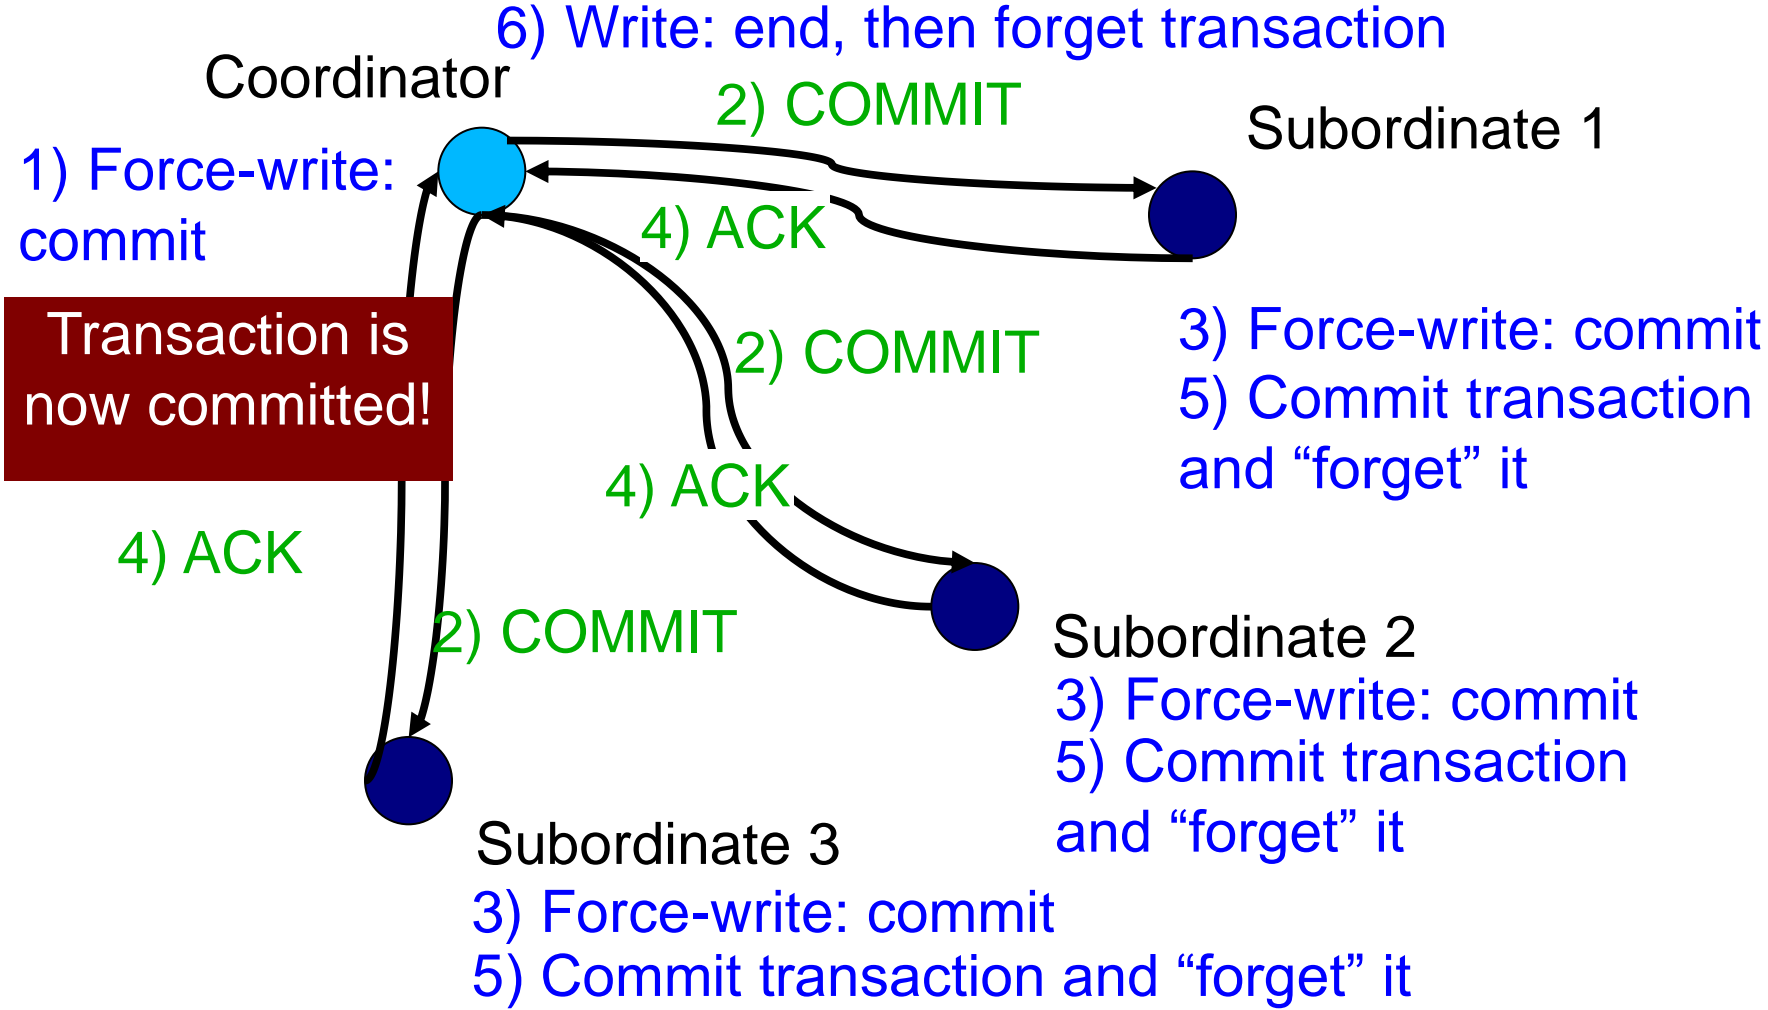 6) Write: end, then forget transaction
Coordinator
2) COMMIT
Subordinate 1
1) Force-write:
commit
4) ACK
Transaction is
now committed!
2) COMMIT
3) Force-write: commit
5) Commit transaction
and “forget” it
4) ACK
4) ACK
2) COMMIT
Subordinate 2
3) Force-write: commit
5) Commit transaction
and “forget” it
Subordinate 3
3) Force-write: commit
5) Commit transaction and “forget” it